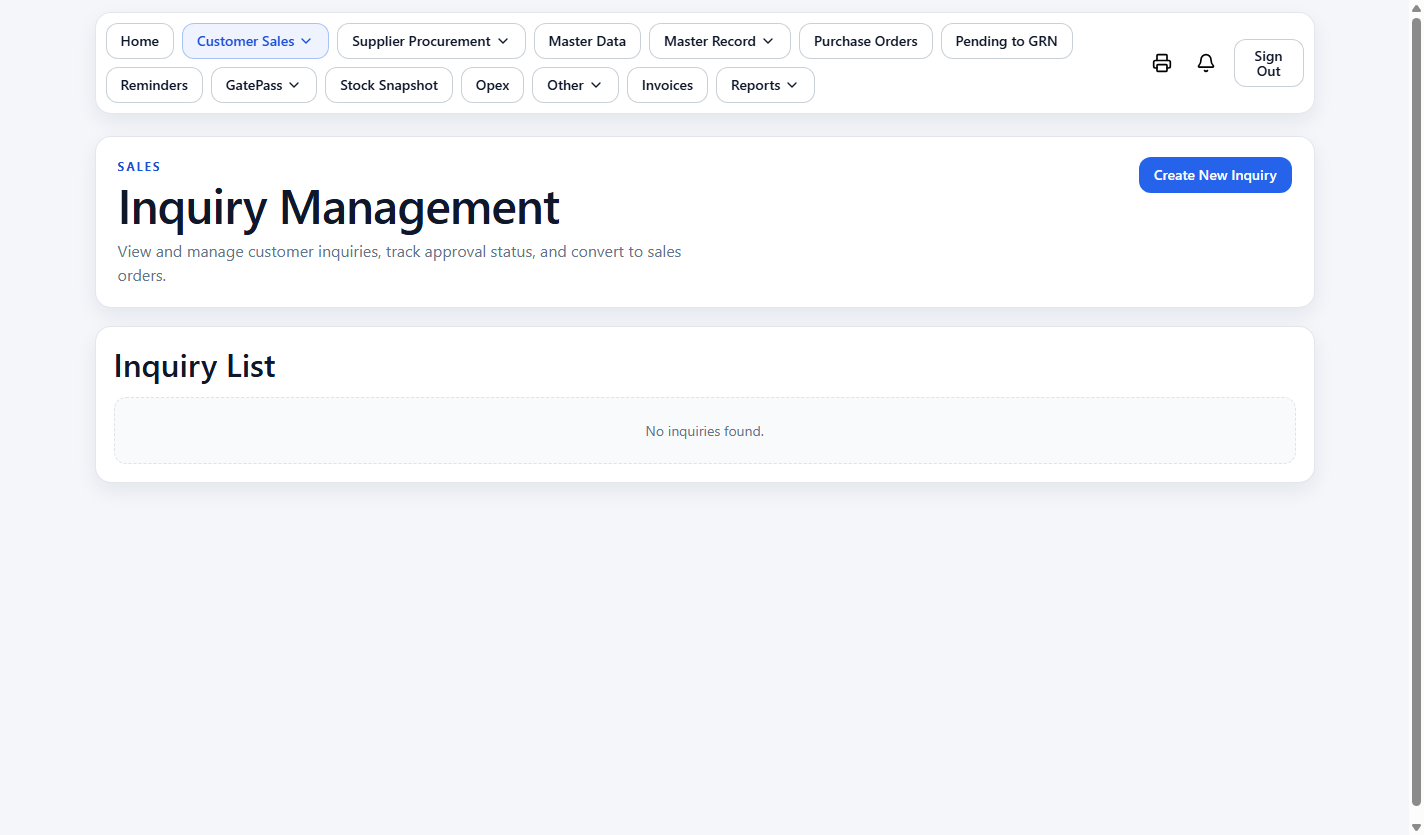 Home Customer Sales Supplier Procurement Master Data Master Record Purchase Orders Pending to GRN
Reminders GatePass Stock Snapshot Opex Other Invoices Reports
Sign
Out
SALES
Create New Inquiry
Inquiry Management
View and manage customer inquiries, track approval status, and convert to sales
orders.
Inquiry List
No inquiries found.